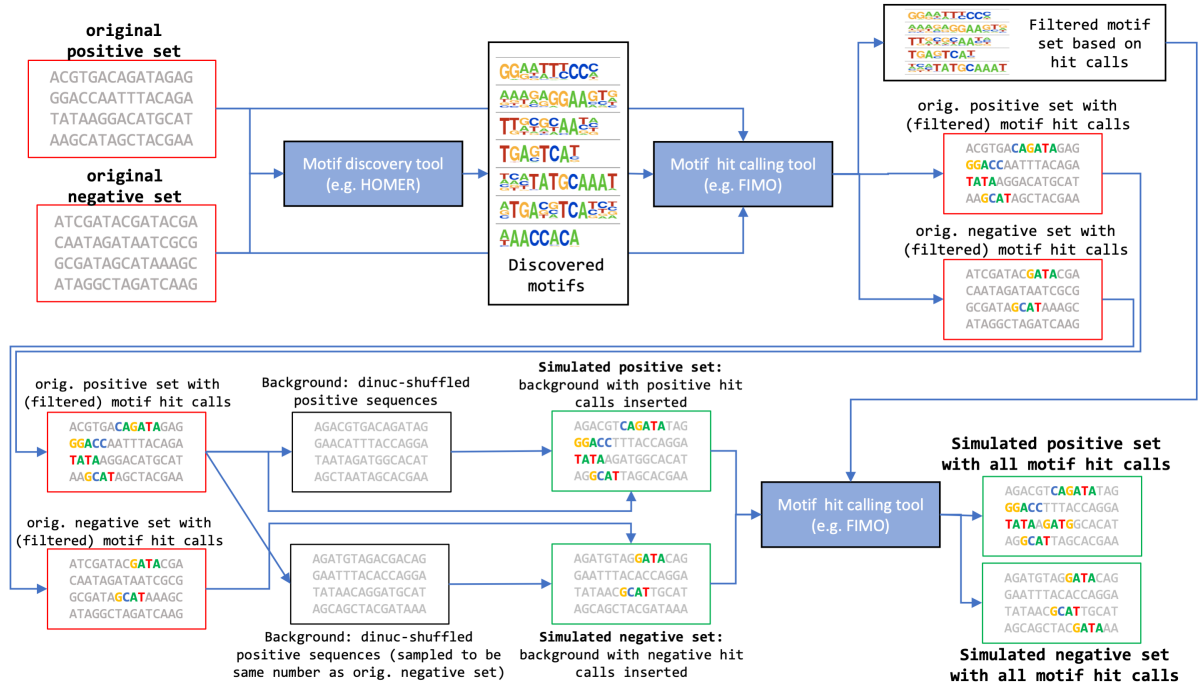 original
positive set
ACGTGACAGATAGAG
GGACCAATTTACAGA
TATAAGGACATGCAT
AAGCATAGCTACGAA
original
negative set
ATCGATACGATACGA
CAATAGATAATCGCG
GCGATAGCATAAAGC
ATAGGCTAGATCAAG
Motif discovery tool
(e.g. HOMER)
Discovered
motifs
Motif hit calling tool
(e.g. FIMO)
Filtered motif
set based on
hit calls
orig. positive set with
(filtered) motif hit calls
ACGTGACAGATAGAG
GGACCAATTTACAGA
TATAAGGACATGCAT
AAGCATAGCTACGAA
orig. negative set with
(filtered) motif hit calls
ATCGATACGATACGA
CAATAGATAATCGCG
GCGATAGCATAAAGC
ATAGGCTAGATCAAG
orig. positive set with
(filtered) motif hit calls
ACGTGACAGATAGAG
GGACCAATTTACAGA
TATAAGGACATGCAT
AAGCATAGCTACGAA
orig. negative set with
(filtered) motif hit calls
ATCGATACGATACGA
CAATAGATAATCGCG
GCGATAGCATAAAGC
ATAGGCTAGATCAAG
Background: dinuc-shuffled
positive sequences
AGACGTGACAGATAG
GAACATTTACCAGGA
TAATAGATGGCACAT
AGCTAATAGCACGAA
AGATGTAGACGACAG
GAATTTACACCAGGA
TATAACAGGATGCAT
AGCAGCTACGATAAA
Background: dinuc-shuffled
positive sequences (sampled to be
same number as orig. negative set)
Simulated positive set:
background with positive hit
calls inserted
AGACGTCAGATATAG
GGACCTTTACCAGGA
TATAAGATGGCACAT
AGGCATTAGCACGAA
AGATGTAGGATACAG
GAATTTACACCAGGA
TATAACGCATTGCAT
AGCAGCTACGATAAA
Simulated negative set:
background with negative hit
calls inserted
Motif hit calling tool
(e.g. FIMO)
Simulated positive set
with all motif hit calls
AGACGTCAGATATAG
GGACCTTTACCAGGA
TATAAGATGGCACAT
AGGCATTAGCACGAA
AGATGTAGGATACAG
GAATTTACACCAGGA
TATAACGCATTGCAT
AGCAGCTACGATAAA
Simulated negative set
with all motif hit calls